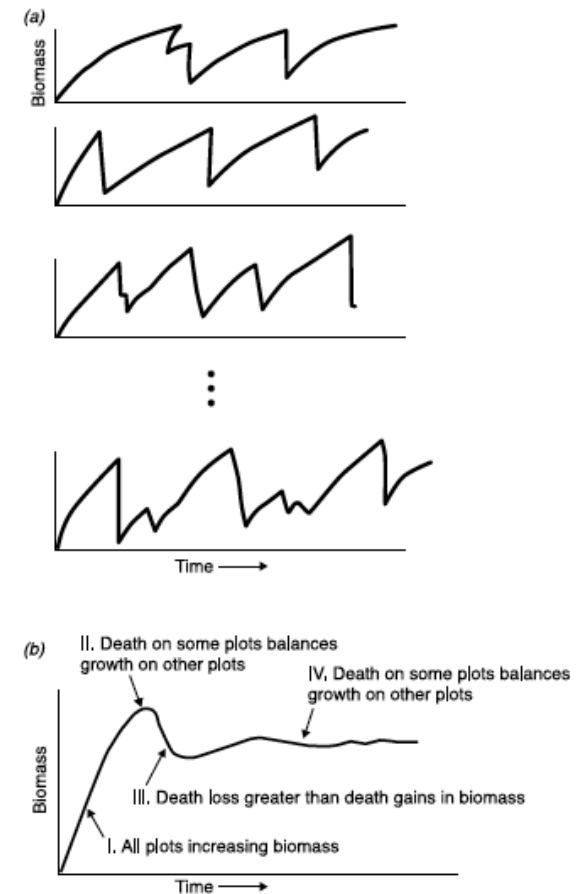 (a)
Biomass
Time
(b)
II. Death on some plots balances
growth on other plots
IV. Death on some plots balances
growth on other plots
Biomass
III. Death loss greater than death gains in biomass
I. All plots increasing biomass
Time